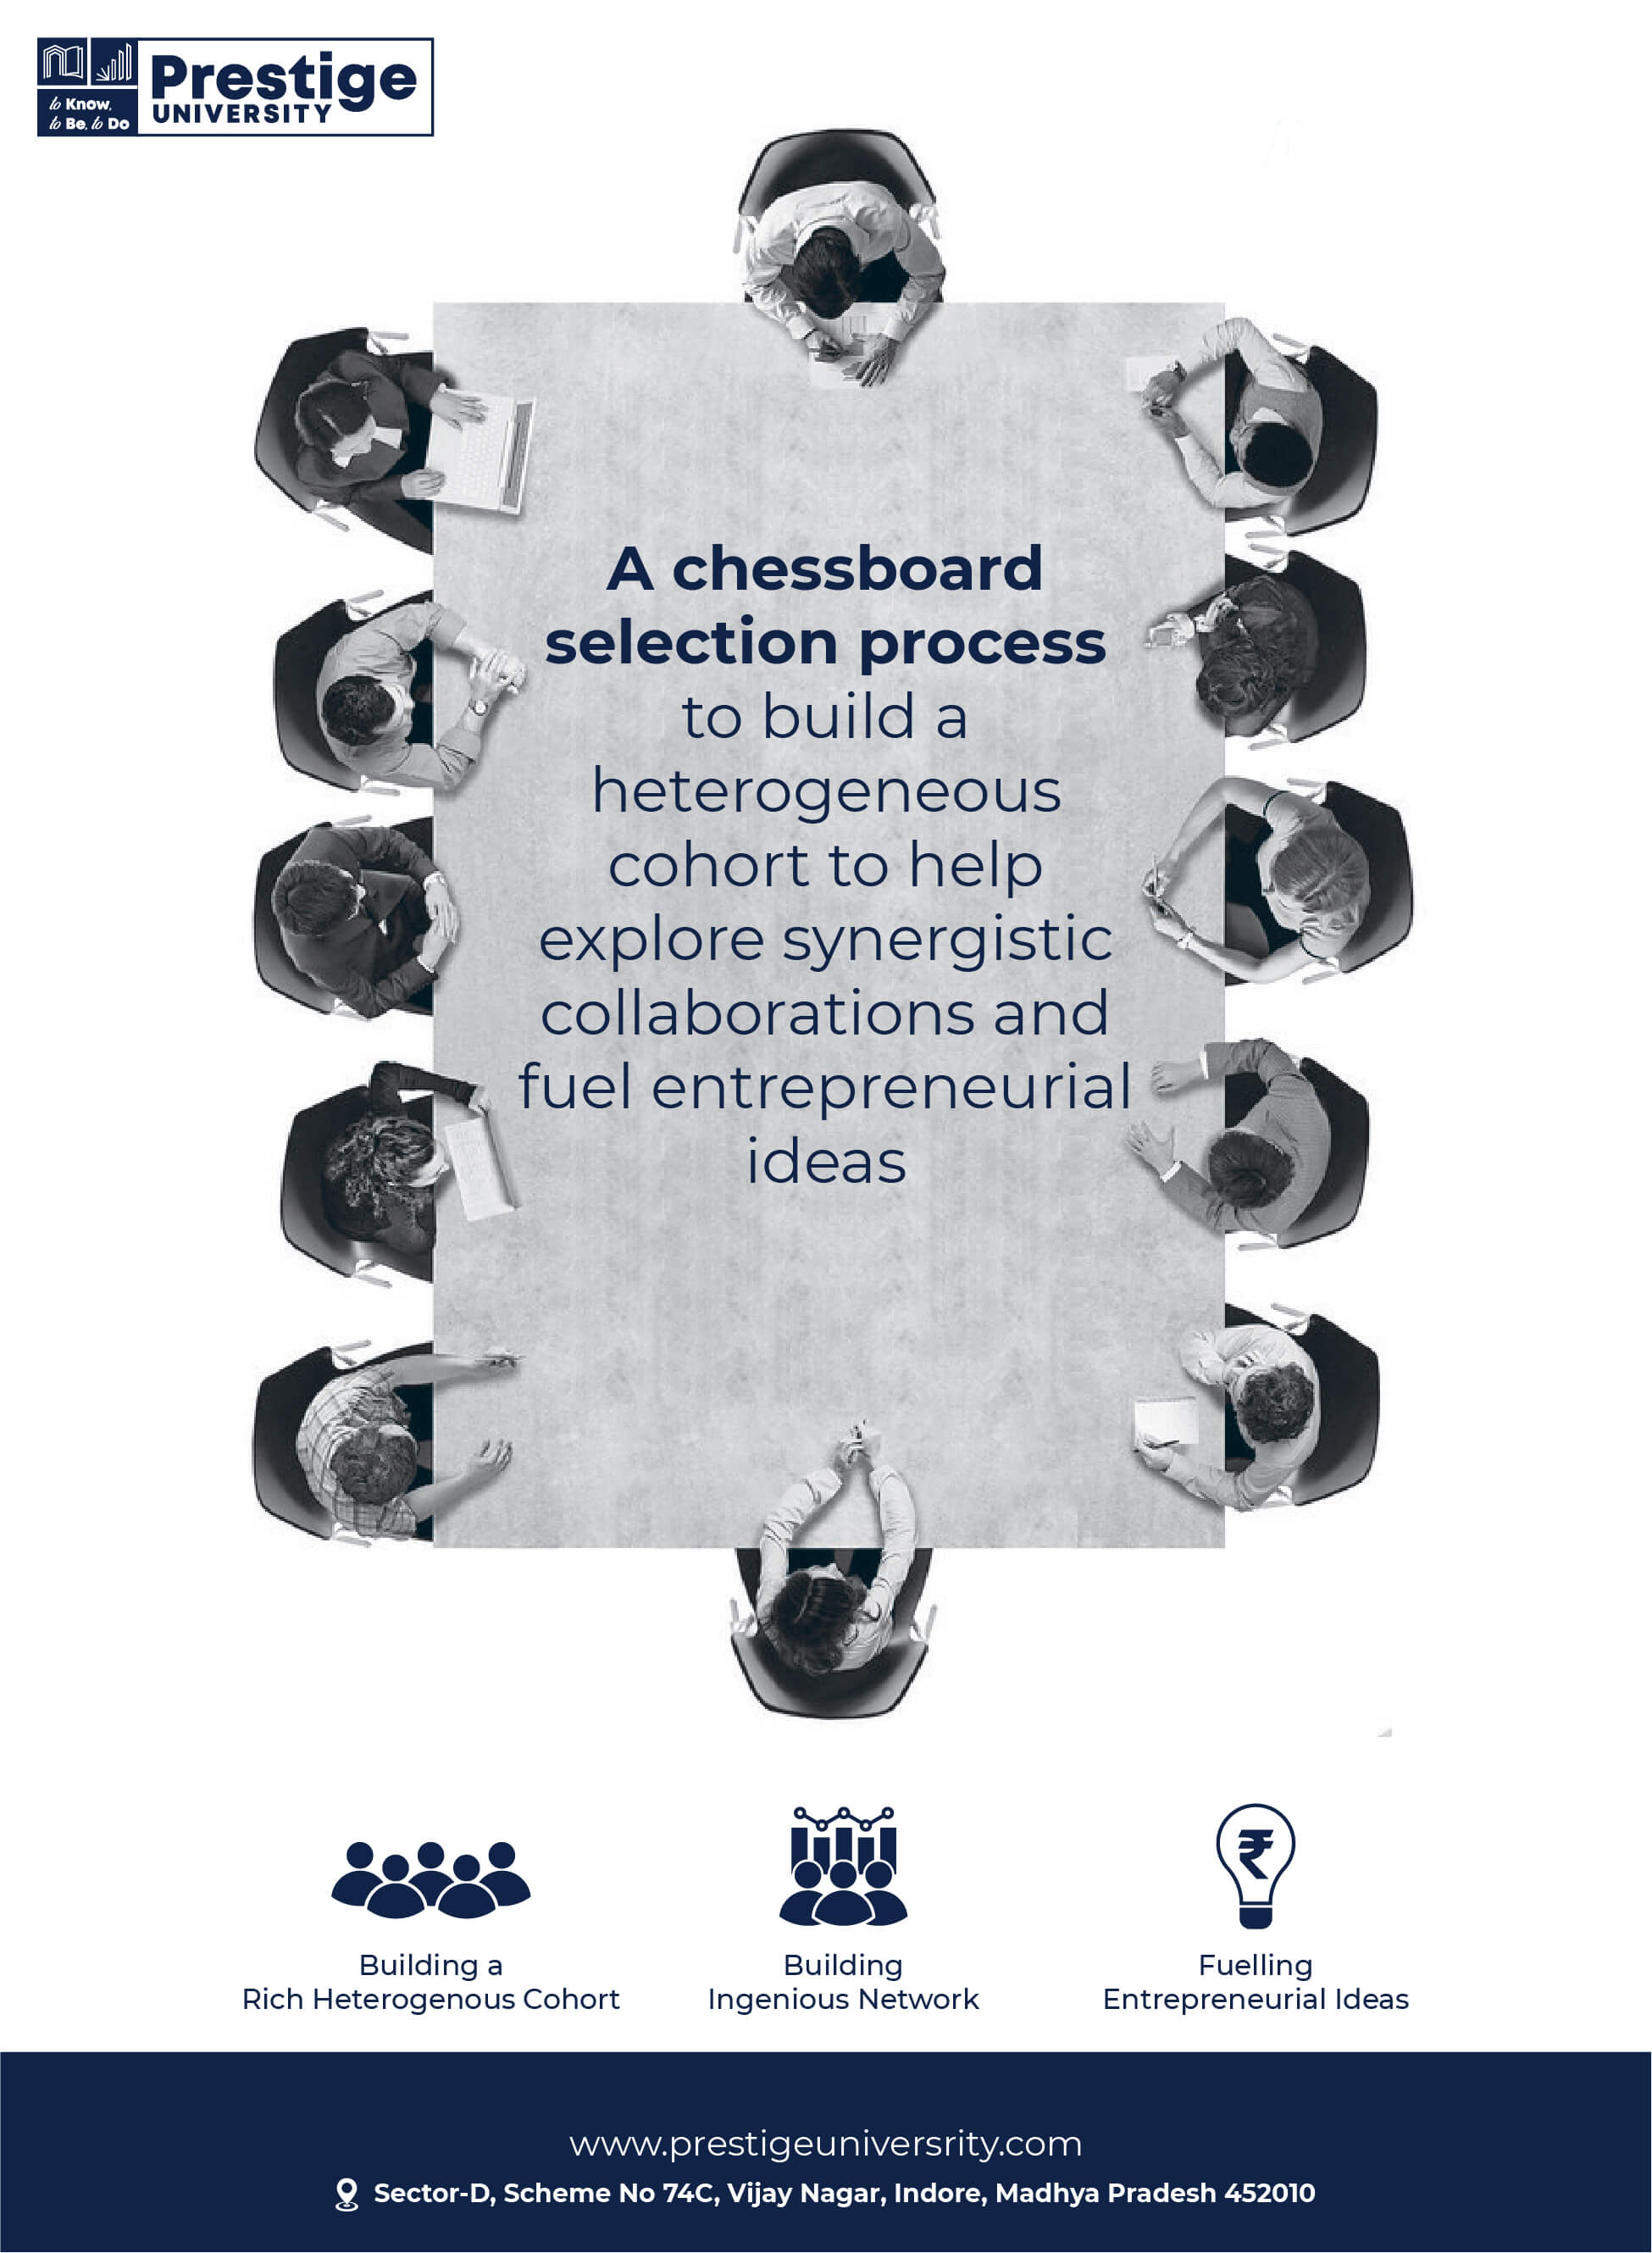 to Know,
to Be, to Do
Prestige
UNIVERSITY
A chessboard
selection process
to build a
heterogeneous
cohort to help
explore synergistic
collaborations and
fuel entrepreneurial
ideas
Building a
Rich Heterogenous Cohort
Building
Ingenious Network
Fuelling
Entrepreneurial Ideas
www.prestigeuniversrity.com
Sector-D, Scheme No 74C, Vijay Nagar, Indore, Madhya Pradesh 452010